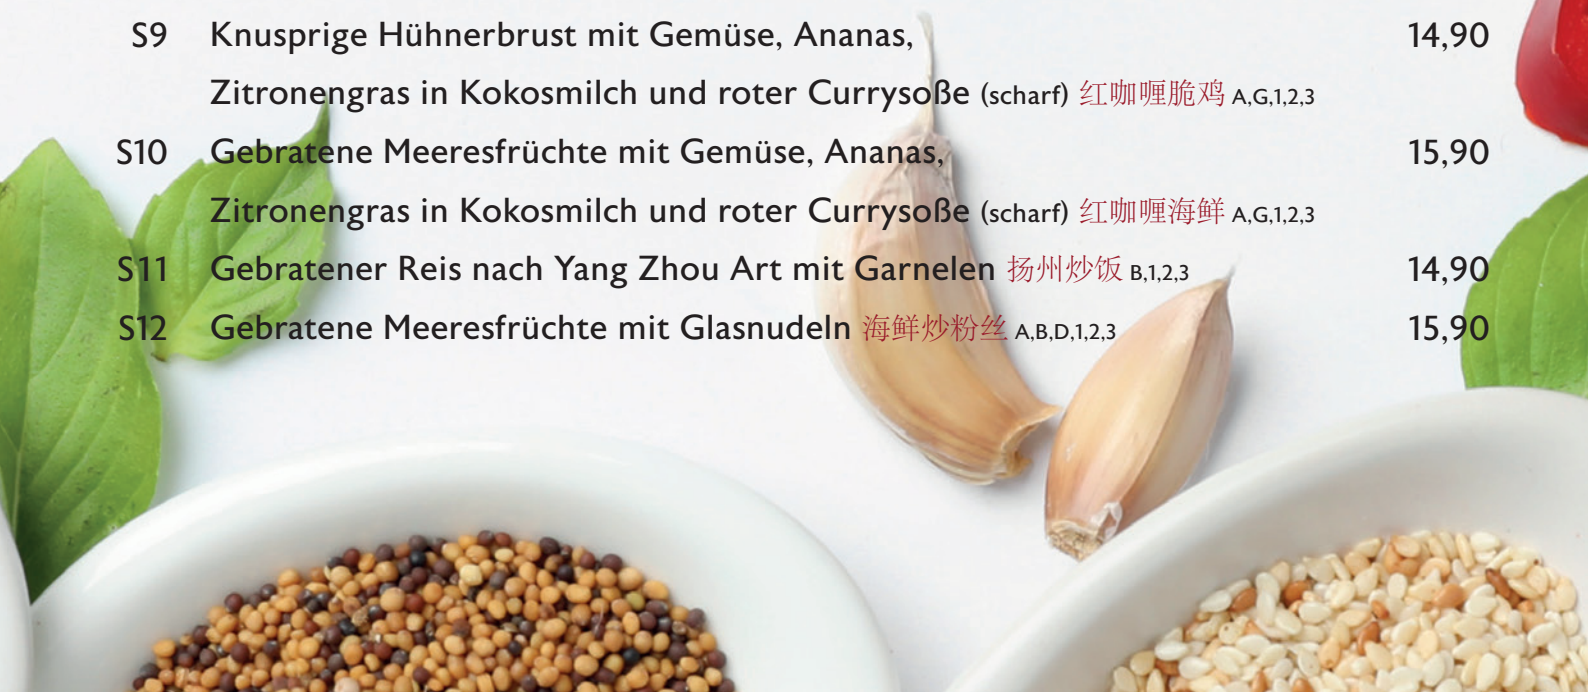 S9 Knusprige Hühnerbrust mit Gemüse, Ananas, 14,90
Zitronengras in Kokosmilch und roter Currysoße (scharf) 红咖喱脆鸡 A,G,1,2,3
S10 Gebratene Meeresfrüchte mit Gemüse, Ananas, 15,90
Zitronengras in Kokosmilch und roter Currysoße (scharf) 红咖喱海鲜 A,G,1,2,3
S11 Gebratener Reis nach Yang Zhou Art mit Garnelen 扬州炒饭 B,1,2,3 14,90
S12 Gebratene Meeresfrüchte mit Glasnudeln 海鲜炒粉丝 A,B,D,1,2,3 15,90